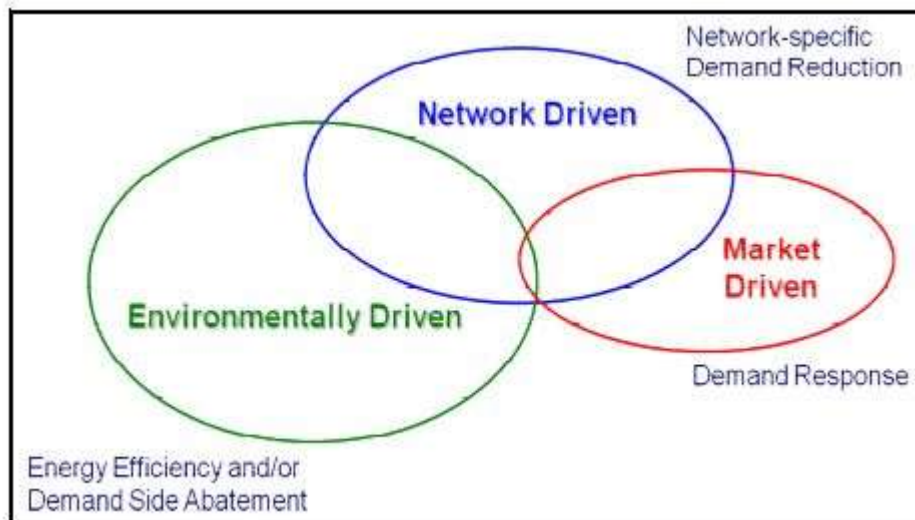 Network-specific
Demand Reduction
Network Driven
Market
Driven
Environmentally Driven
Demand Response
Energy Efficiency and/or
Demand Side Abatement